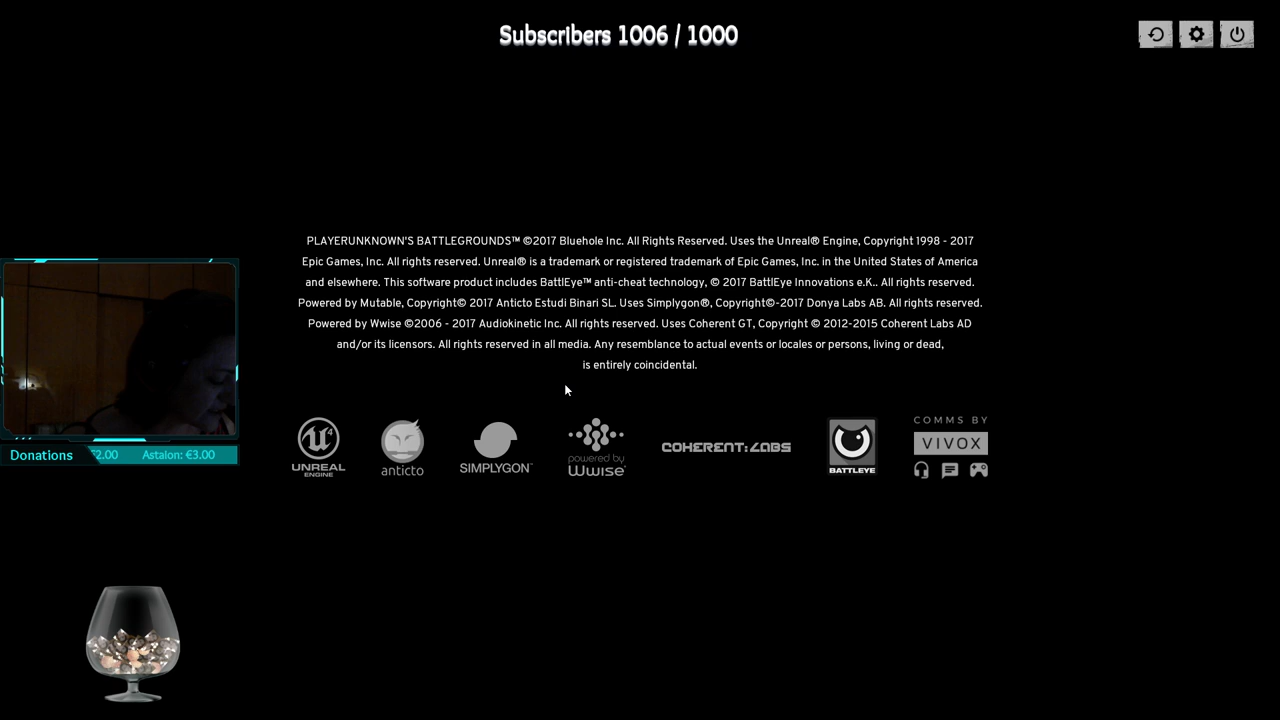 Subscribers 1006 / 1000
PLAYERUNKNOWN'S BATTLEGROUNDS™ ©2017 Bluehole Inc. All Rights Reserved. Uses the Unreal® Engine, Copyright 1998 - 2017
Epic Games, Inc. All rights reserved. Unreal® is a trademark or registered trademark of Epic Games, Inc. in the United States of America
and elsewhere. This software product includes BattlEye™ anti-cheat technology, © 2017 BattlEye Innovations e.K.. All rights reserved.
Powered by Mutable, Copyright© 2017 Anticto Estudi Binari SL. Uses Simplygon®, Copyright©-2017 Donya Labs AB. All rights reserved.
Powered by Wwise ©2006 - 2017 Audiokinetic Inc. All rights reserved. Uses Coherent GT, Copyright © 2012-2015 Coherent Labs AD
and/or its licensors. All rights reserved in all media. Any resemblance to actual events or locales or persons, living or dead,
is entirely coincidental.
Donations
2.00 Astalon: €3.00
4
UNREAL
ENGINE
anticto
SIMPLYGON™
powered by
wwise®
COHERENT:LABS
BATTLEYE
COMMS BY
VIVOX